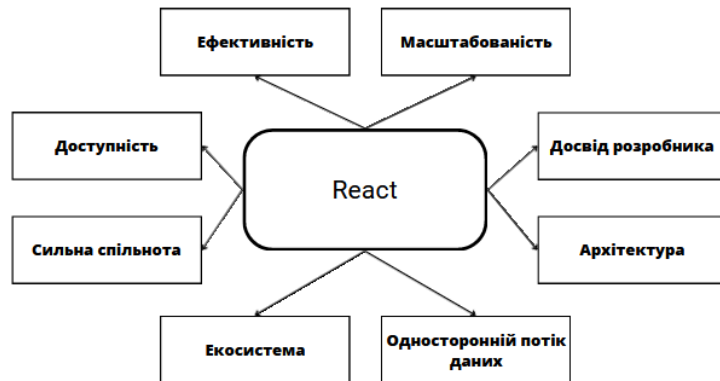 Ефективність
Масштабованість
Доступність
Досвід розробника
React
Сильна спільнота
Архітектура
Екосистема
Односторонній потік
даних